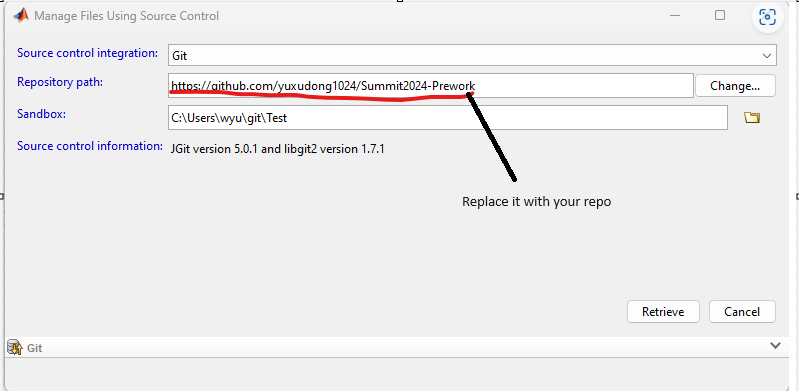 Manage Files Using Source Control
Source control integration: Git
Repository path: https://github.com/yuxudong1024/Summit2024-Prework Change...
Sandbox: C:\Users\wyu\git\Test
Source control information: JGit version 5.0.1 and libgit2 version 1.7.1
Replace it with your repo
Retrieve Cancel
Git